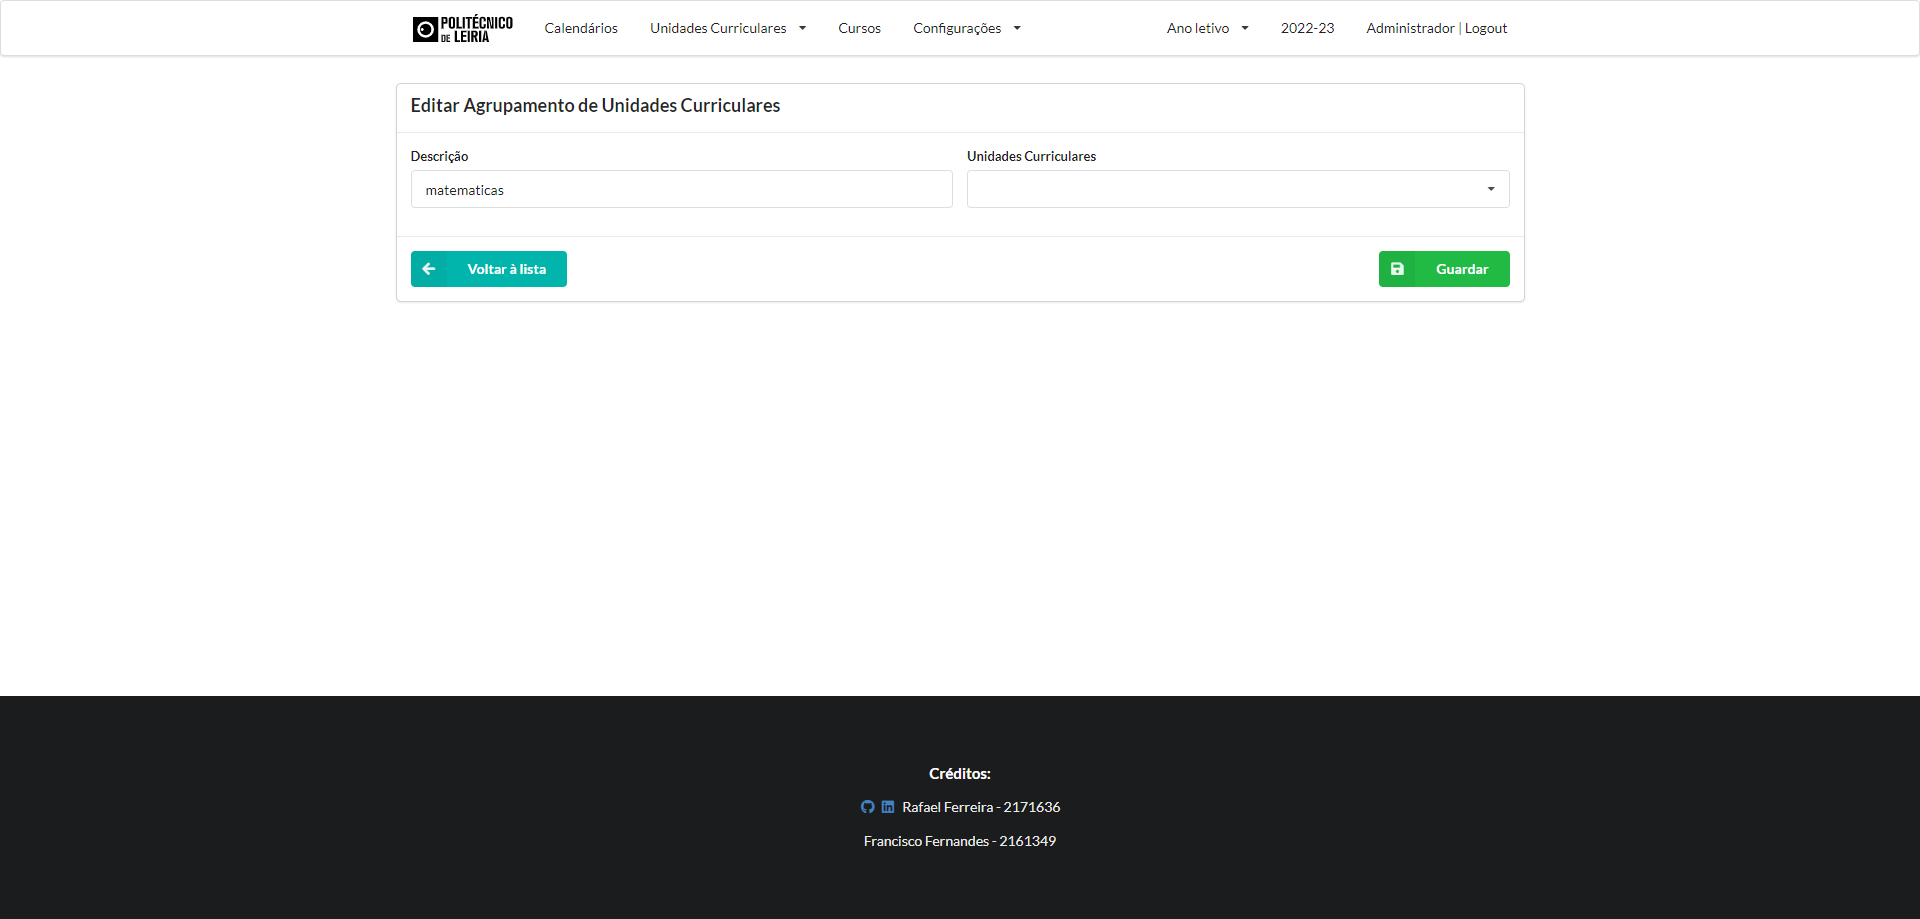 POLITÉCNICO
DE LEIRIA
Calendários Unidades Curriculares Cursos Configurações Ano letivo 2022-23 Administrador | Logout
Editar Agrupamento de Unidades Curriculares
Descrição Unidades Curriculares
matematicas
Voltar à lista Guardar
Créditos:
Rafael Ferreira - 2171636
Francisco Fernandes - 2161349